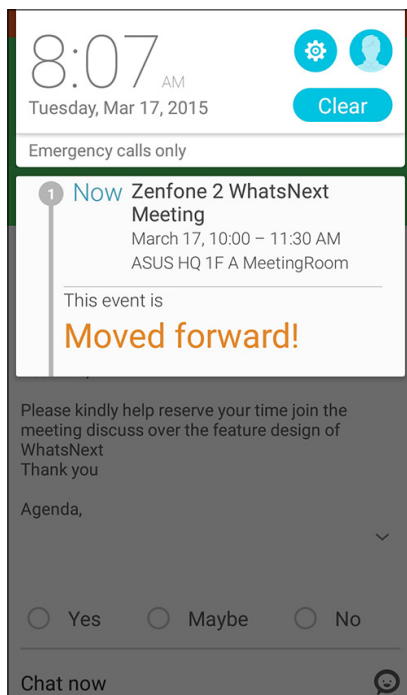 8:07 AM
Tuesday, Mar 17, 2015
Clear
Emergency calls only
1 Now Zenfone 2 WhatsNext
Meeting
March 17, 10:00 – 11:30 AM
ASUS HQ 1F A MeetingRoom
This event is
Moved forward!
Please kindly help reserve your time join the
meeting discuss over the feature design of
WhatsNext
Thank you
Agenda,
Yes Maybe No
Chat now